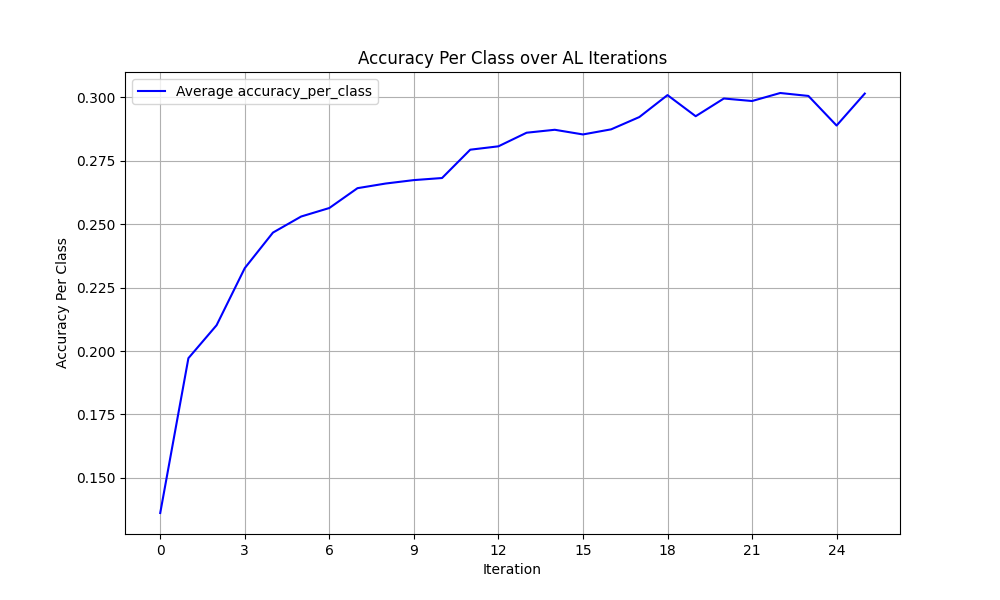 Accuracy Per Class over AL Iterations
Average accuracy_per_class
Accuracy Per Class
0.300
0.275
0.250
0.225
0.200
0.175
0.150
0 3 6 9 12 15 18 21 24
Iteration